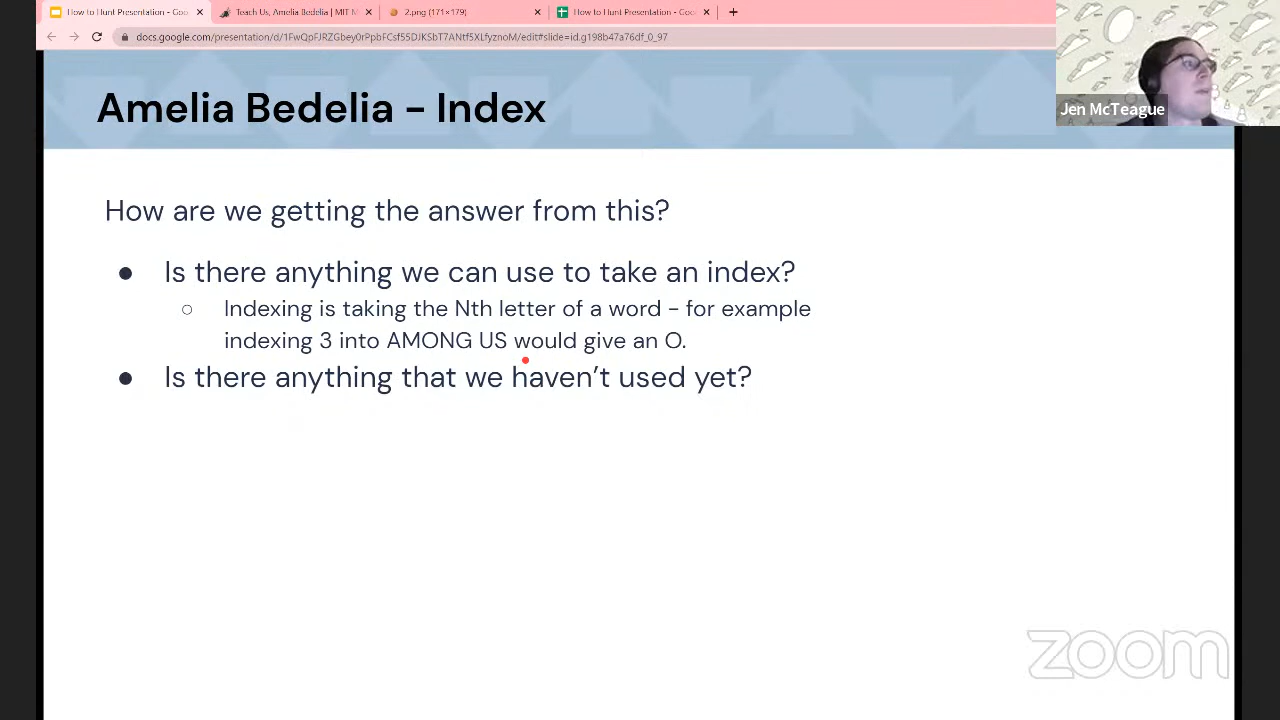 How to Hunt Presentation - Goo
Teach Us, Amelia Bedelia | MIT M
2.png (171×179)
How to Hunt Presentation - Goo
docs.google.com/presentation/d/1FwQpFJRZGbey0rPpbFCsf55DJKSbT7ANtf5XLfyznoM/edit#slide=id.g198b47a76df_0_97
Jen McTeague
Amelia Bedelia - Index
How are we getting the answer from this?
● Is there anything we can use to take an index?
○ Indexing is taking the Nth letter of a word - for example
indexing 3 into AMONG US would give an O.
● Is there anything that we haven't used yet?
zoom